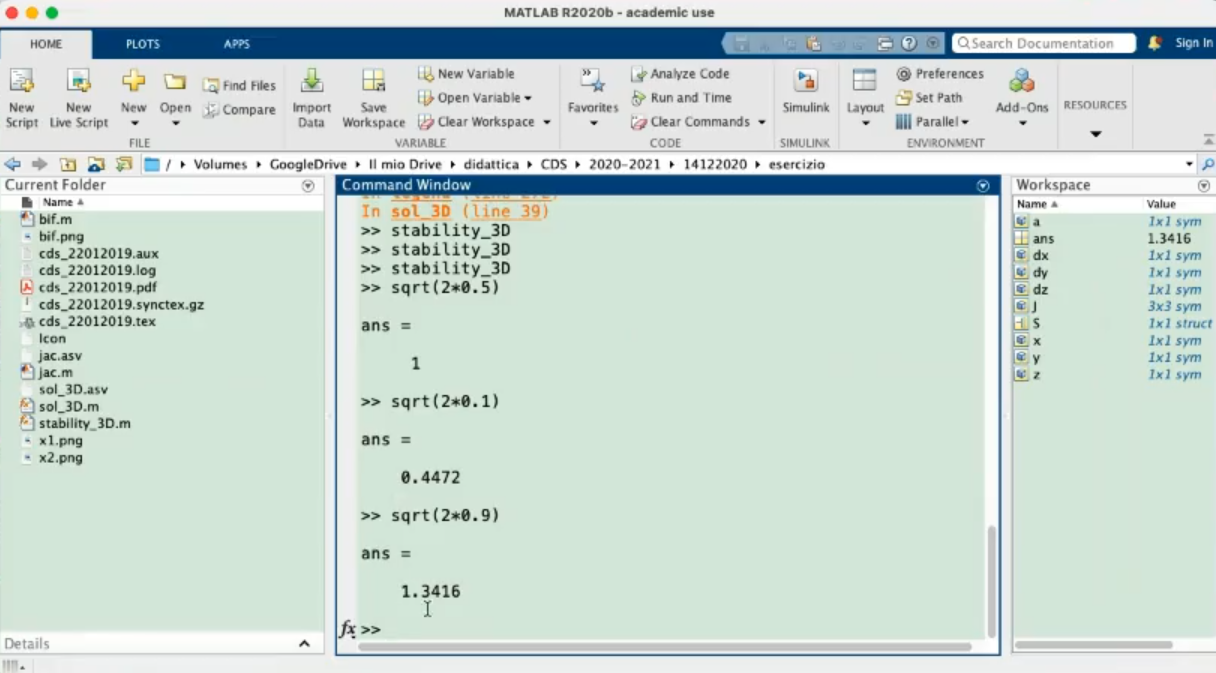 MATLAB R2020b - academic use
HOME PLOTS APPS Search Documentation Sign In
New Script
New Live Script
New
Open
Find Files
Compare
FILE
Import Data
Save Workspace
New Variable
Open Variable
Clear Workspace
VARIABLE
Favorites
Analyze Code
Run and Time
Clear Commands
CODE
Simulink
SIMULINK
Layout
Preferences
Set Path
Parallel
Add-Ons
ENVIRONMENT
RESOURCES
/ Volumes GoogleDrive Il mio Drive didattica CDS 2020-2021 14122020 esercizio
Current Folder
Name
bif.m
bif.png
cds_22012019.aux
cds_22012019.log
cds_22012019.pdf
cds_22012019.synctex.gz
cds_22012019.tex
Icon
jac.asv
jac.m
sol_3D.asv
sol_3D.m
stability_3D.m
x1.png
x2.png
Details
Command Window
In sol_3D (line 39)
>> stability_3D
>> stability_3D
>> stability_3D
>> sqrt(2*0.5)
ans =
1
>> sqrt(2*0.1)
ans =
0.4472
>> sqrt(2*0.9)
ans =
1.3416
fx >>
Workspace
Name Value
a 1x1 sym
ans 1.3416
dx 1x1 sym
dy 1x1 sym
dz 1x1 sym
J 3x3 sym
S 1x1 struct
x 1x1 sym
y 1x1 sym
z 1x1 sym